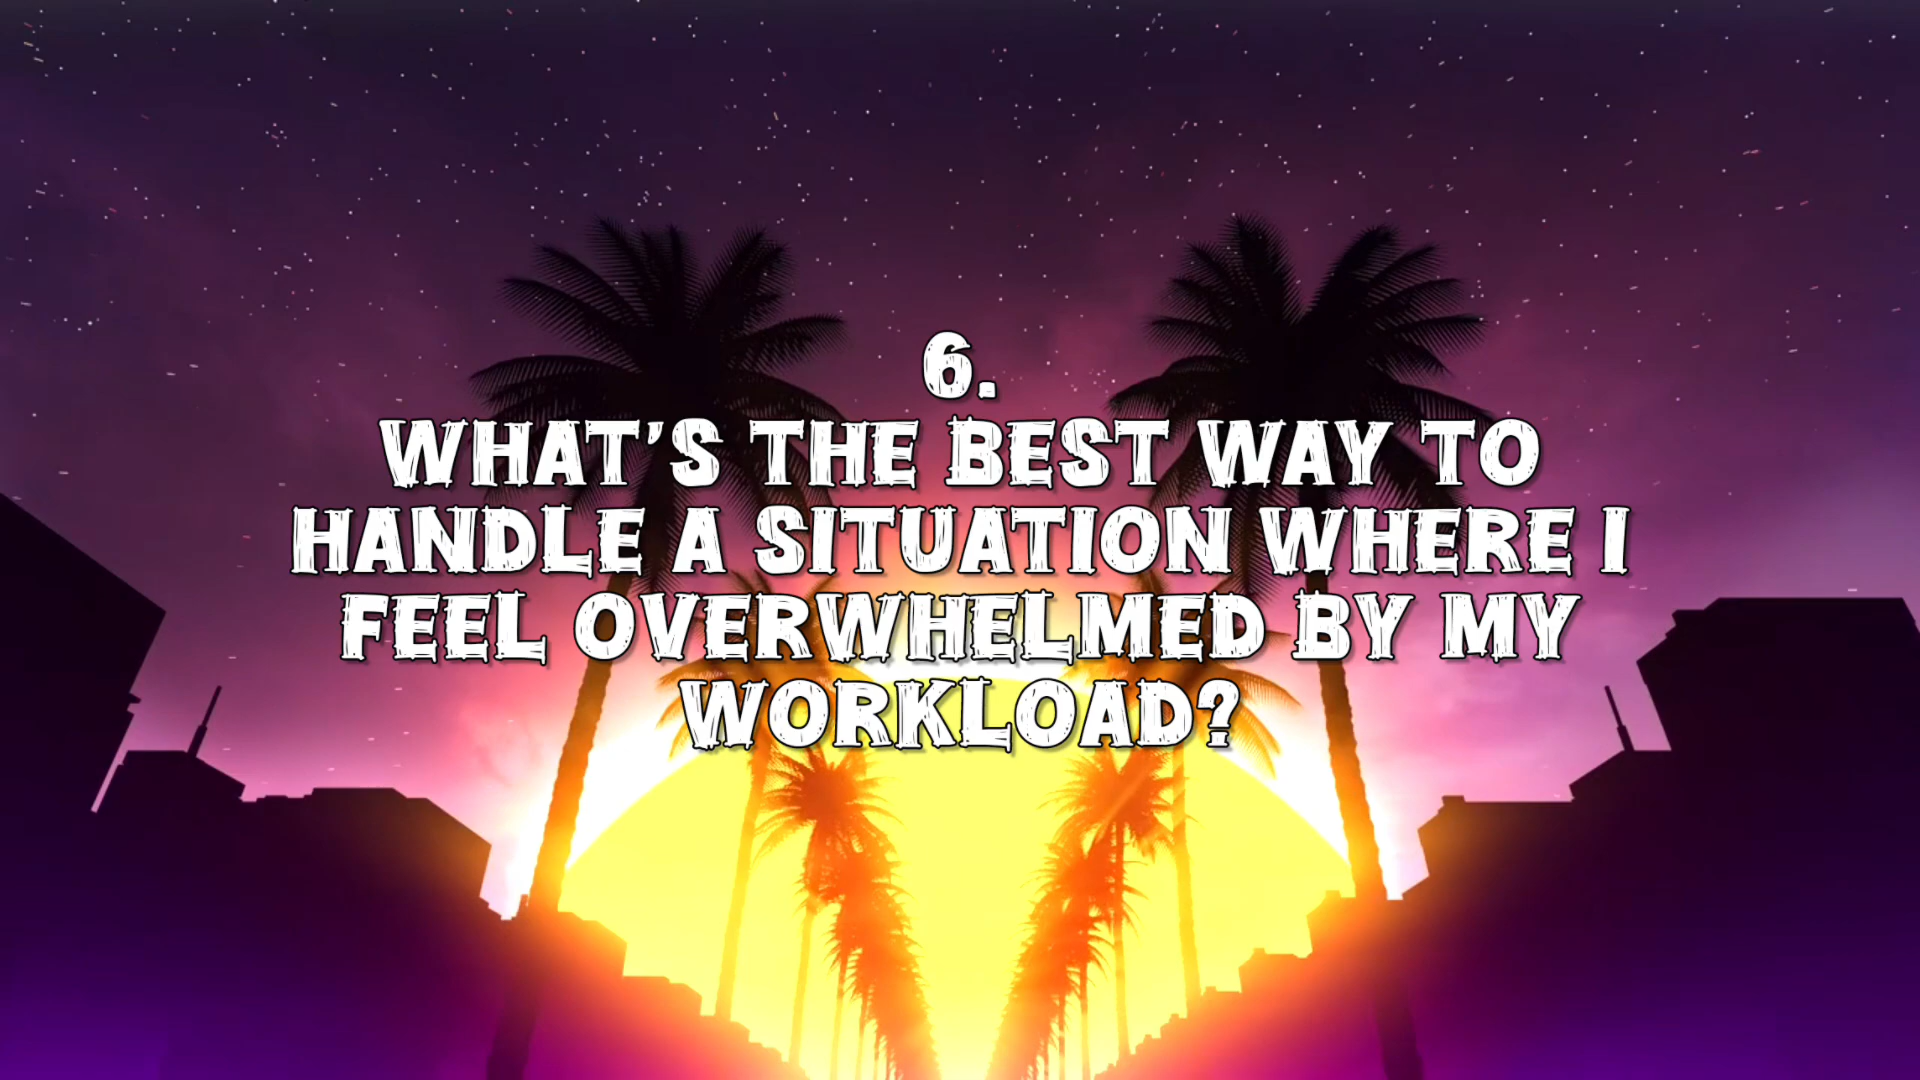 6.
WHAT'S THE BEST WAY TO
HANDLE A SITUATION WHERE I
FEEL OVERWHELMED BY MY
WORKLOAD?